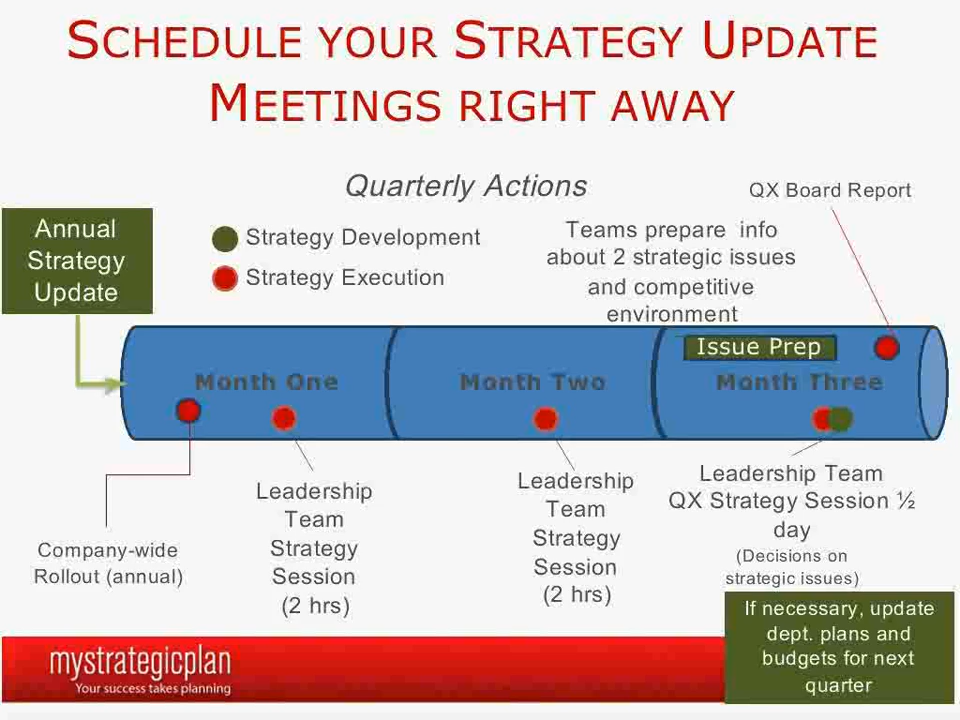 SCHEDULE YOUR STRATEGY UPDATE
MEETINGS RIGHT AWAY
Quarterly Actions
QX Board Report
Annual
Strategy
Update
Strategy Development
Strategy Execution
Teams prepare info
about 2 strategic issues
and competitive
environment
Issue Prep
Month One
Month Two
Month Three
Company-wide
Rollout (annual)
Leadership
Team
Strategy
Session
(2 hrs)
Leadership
Team
Strategy
Session
(2 hrs)
Leadership Team
QX Strategy Session ½
day
(Decisions on
strategic issues)
If necessary, update
dept. plans and
budgets for next
quarter
mystrategicplan
Your success takes planning